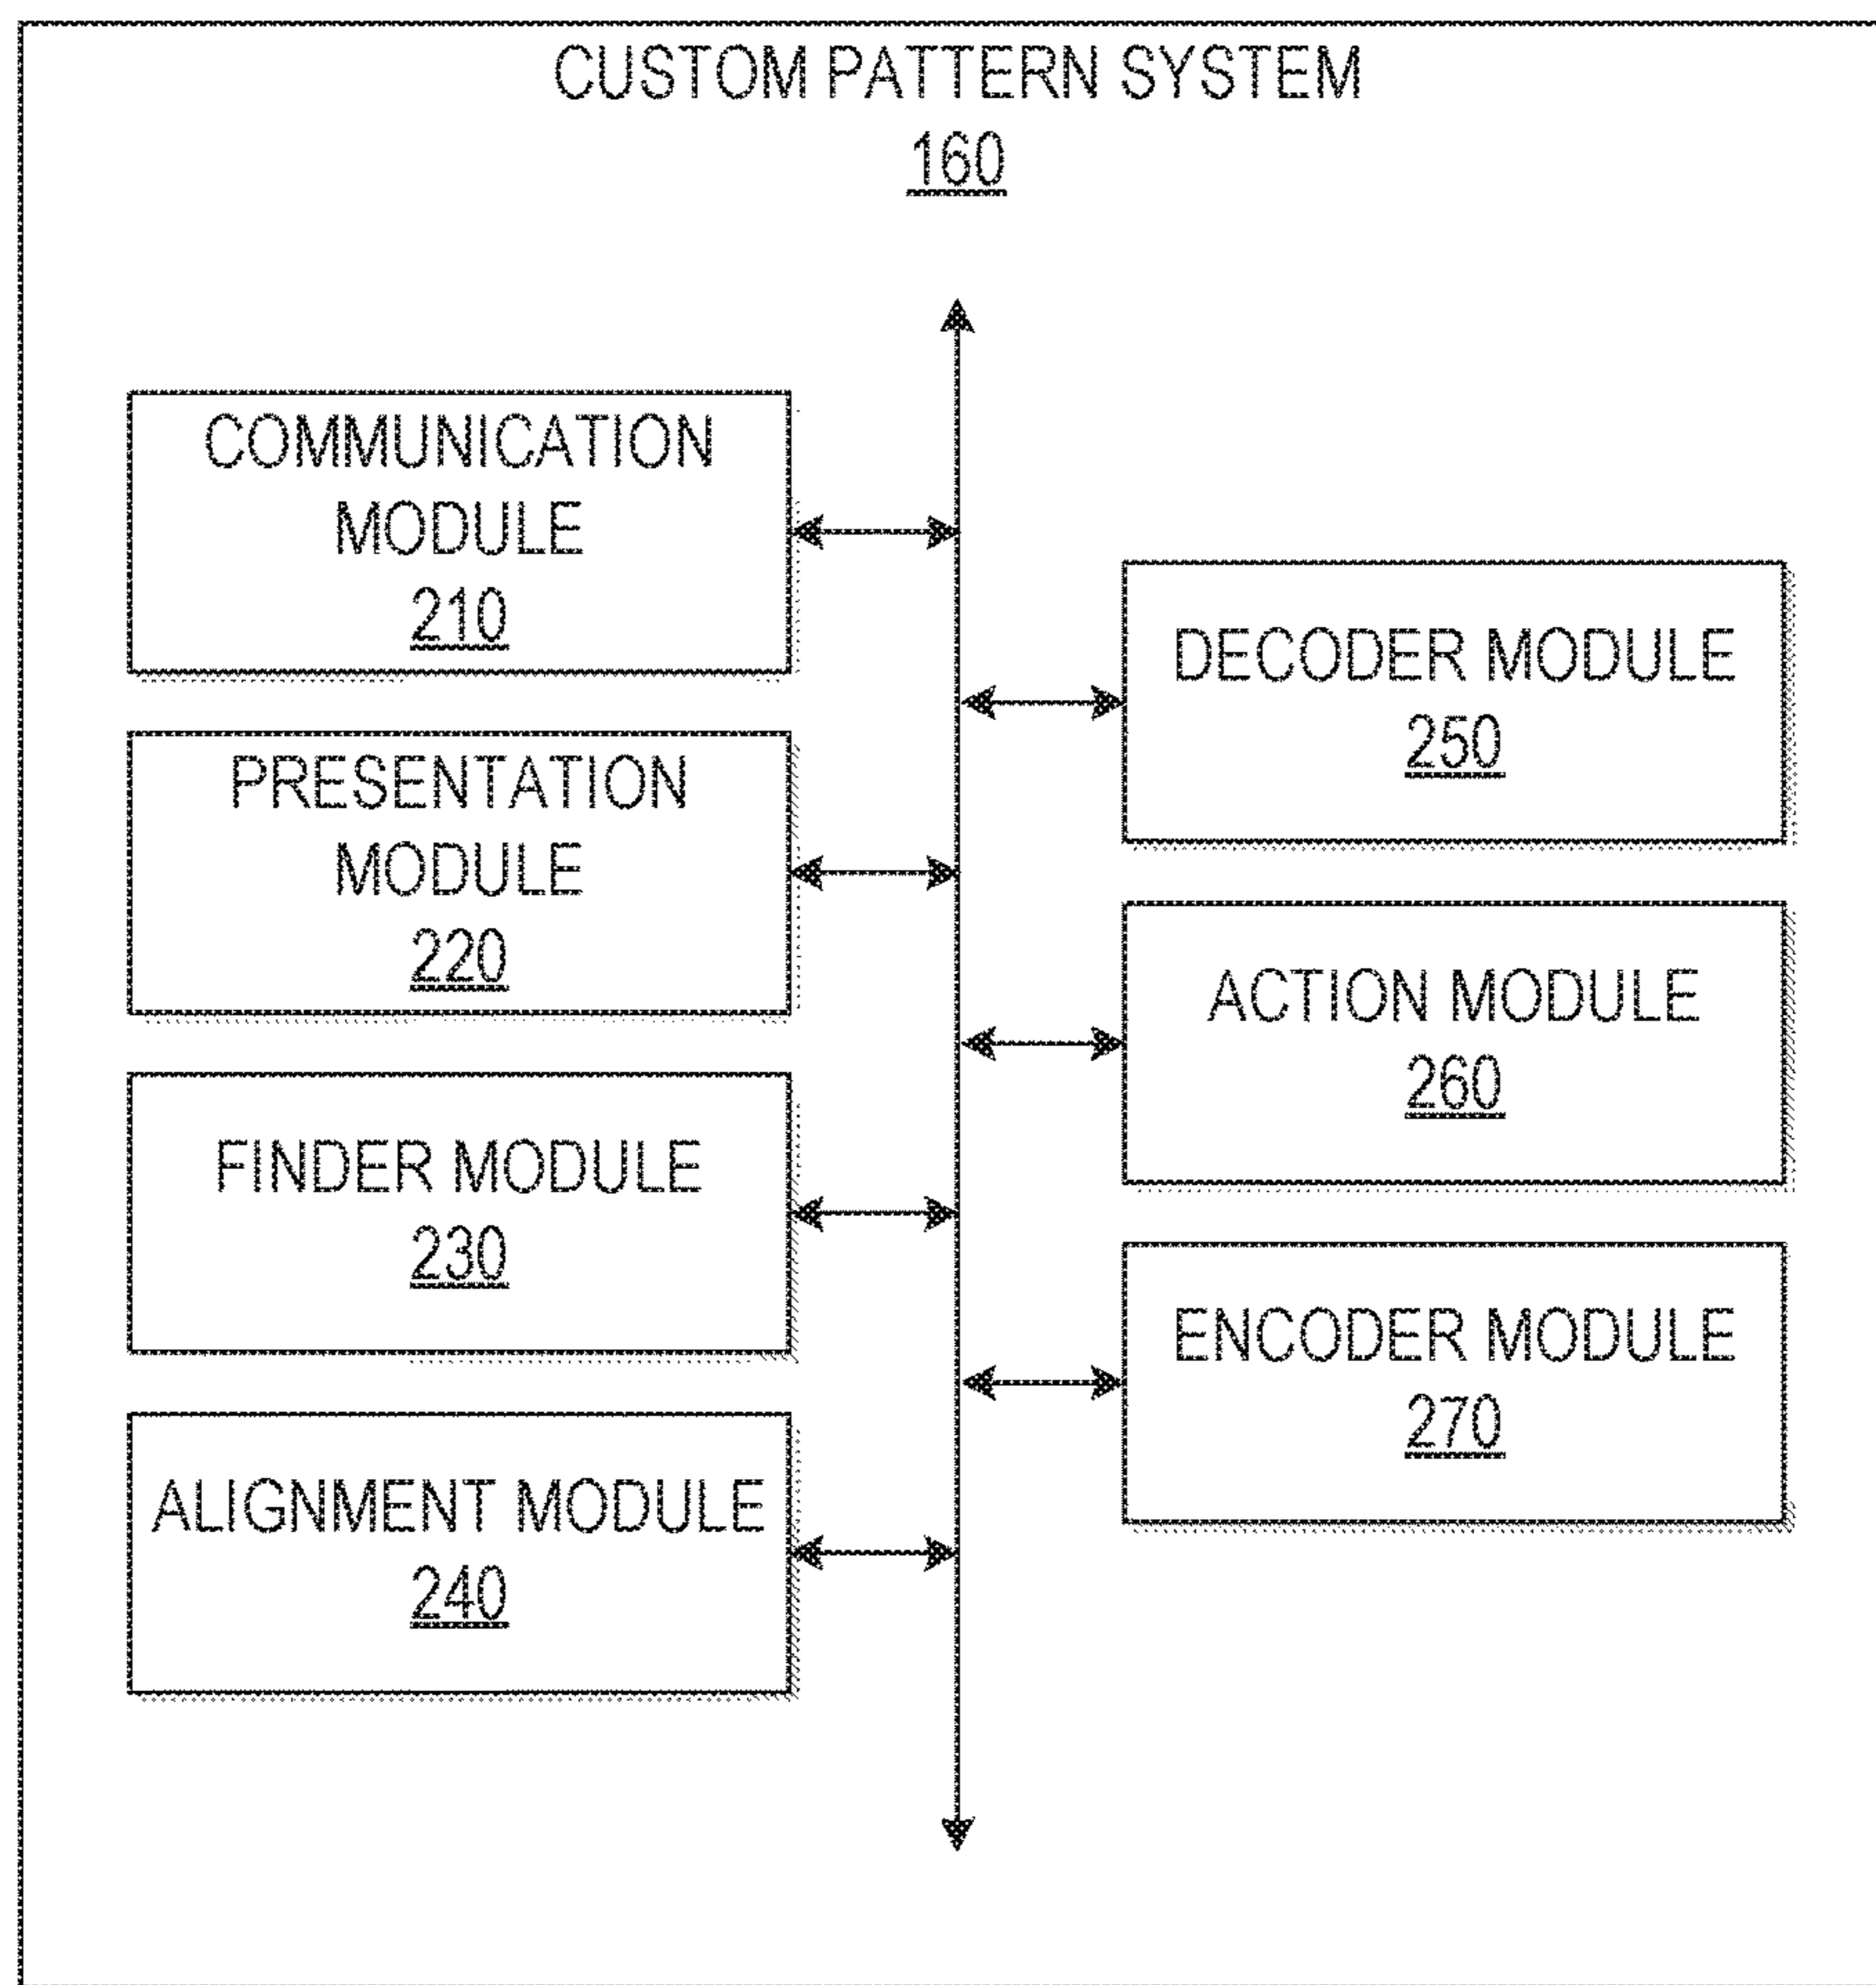 CUSTOM PATTERN SYSTEM
160
COMMUNICATION
MODULE
210
PRESENTATION
MODULE
220
FINDER MODULE
230
ALIGNMENT MODULE
240
DECODER MODULE
250
ACTION MODULE
260
ENCODER MODULE
270